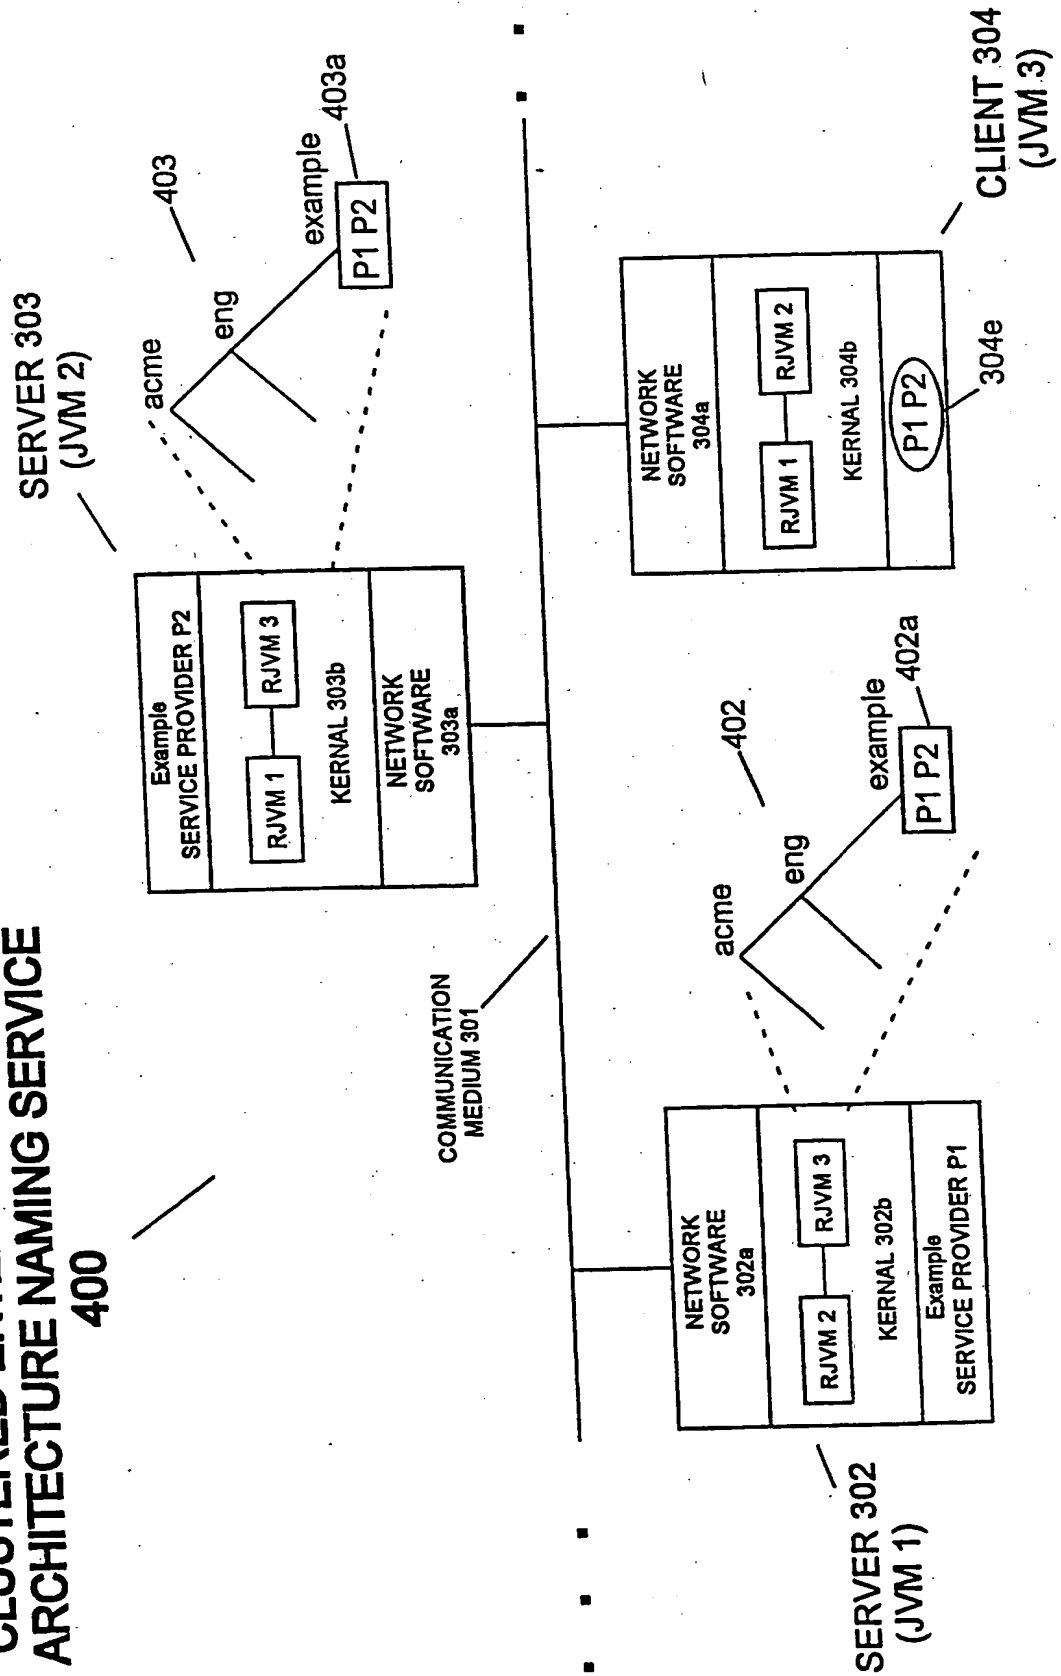 ARCHITECTURE NAMING SERVICE
400
SERVER 303
(JVM 2)
403
acme
eng
example
403a
P1 P2
Example
SERVICE PROVIDER P2
RJVM 1
RJVM 3
KERNAL 303b
NETWORK
SOFTWARE
303a
COMMUNICATION
MEDIUM 301
NETWORK
SOFTWARE
302a
RJVM 2
RJVM 3
KERNAL 302b
Example
SERVICE PROVIDER P1
SERVER 302
(JVM 1)
402
acme
eng
example
402a
P1 P2
NETWORK
SOFTWARE
304a
RJVM 1
RJVM 2
KERNAL 304b
P1 P2
304e
CLIENT 304
(JVM 3)